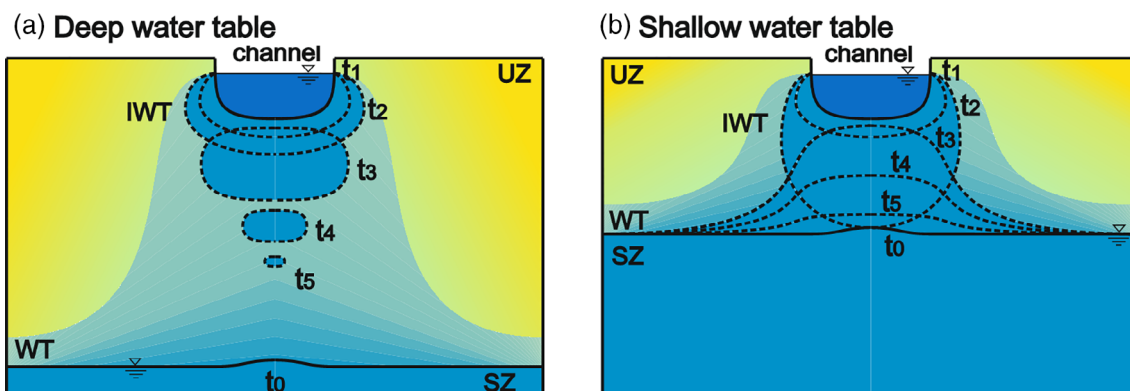 (a) Deep water table
channel
UZ
t1
IWT
t2
t3
t4
t5
WT
t0
SZ
(b) Shallow water table
channel
UZ
t1
t2
IWT
t3
t4
t5
WT
SZ
t0